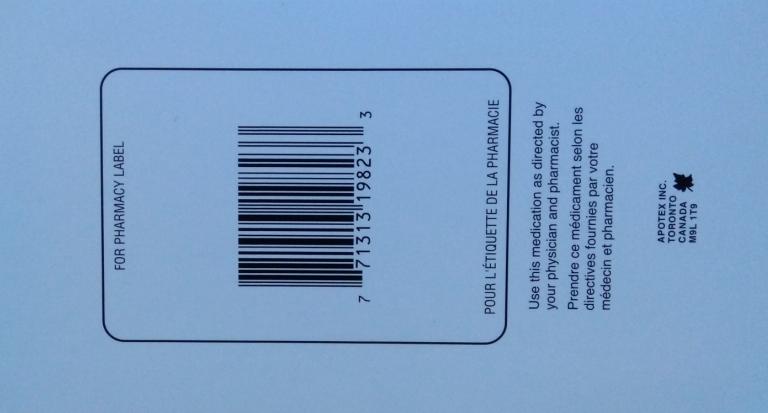 FOR PHARMACY LABEL
7 71313 19823 3
POUR L'ÉTIQUETTE DE LA PHARMACIE
Use this medication as directed by
your physician and pharmacist.
Prendre ce médicament selon les
directives fournies par votre
médecin et pharmacien.
APOTEX INC.
TORONTO
CANADA
M9L 1T9